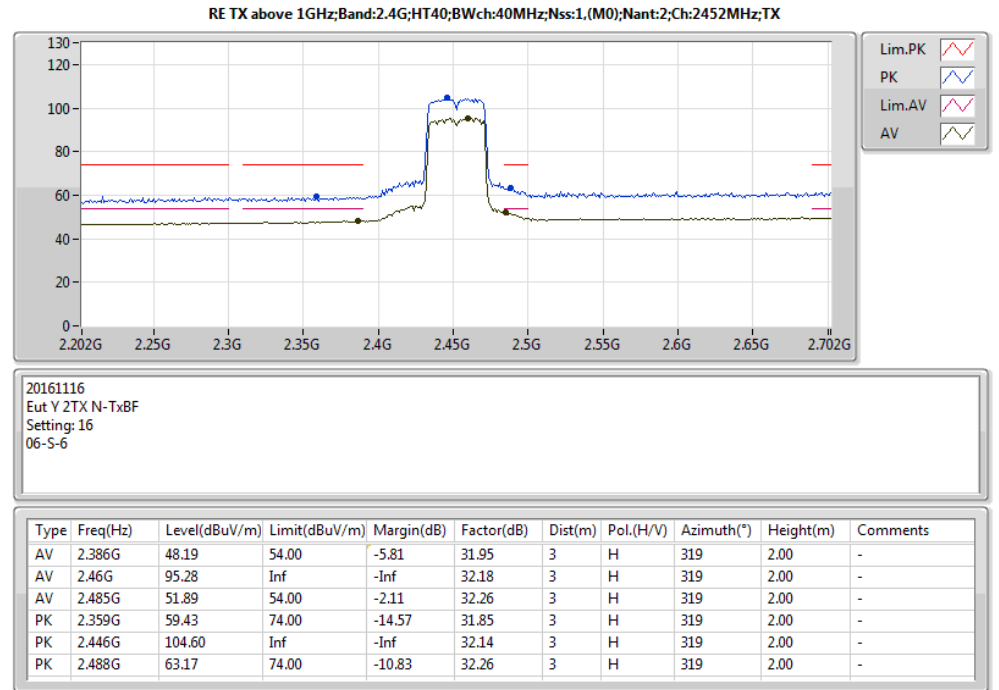 RE TX above 1GHz;Band:2.4G;HT40;BWch:40MHz;Nss:1,(M0);Nant:2;Ch:2452MHz;TX
130
120
100
80
60
40
20
0
2.202G 2.25G 2.3G 2.35G 2.4G 2.45G 2.5G 2.55G 2.6G 2.65G 2.702G
Lim.PK
PK
Lim.AV
AV
20161116
Eut Y 2TX N-TxBF
Setting: 16
06-S-6
Type Freq(Hz) Level(dBuV/m) Limit(dBuV/m) Margin(dB) Factor(dB) Dist(m) Pol.(H/V) Azimuth(°) Height(m) Comments
AV 2.386G 48.19 54.00 -5.81 31.95 3 H 319 2.00 -
AV 2.46G 95.28 Inf -Inf 32.18 3 H 319 2.00 -
AV 2.485G 51.89 54.00 -2.11 32.26 3 H 319 2.00 -
PK 2.359G 59.43 74.00 -14.57 31.85 3 H 319 2.00 -
PK 2.446G 104.60 Inf -Inf 32.14 3 H 319 2.00 -
PK 2.488G 63.17 74.00 -10.83 32.26 3 H 319 2.00 -